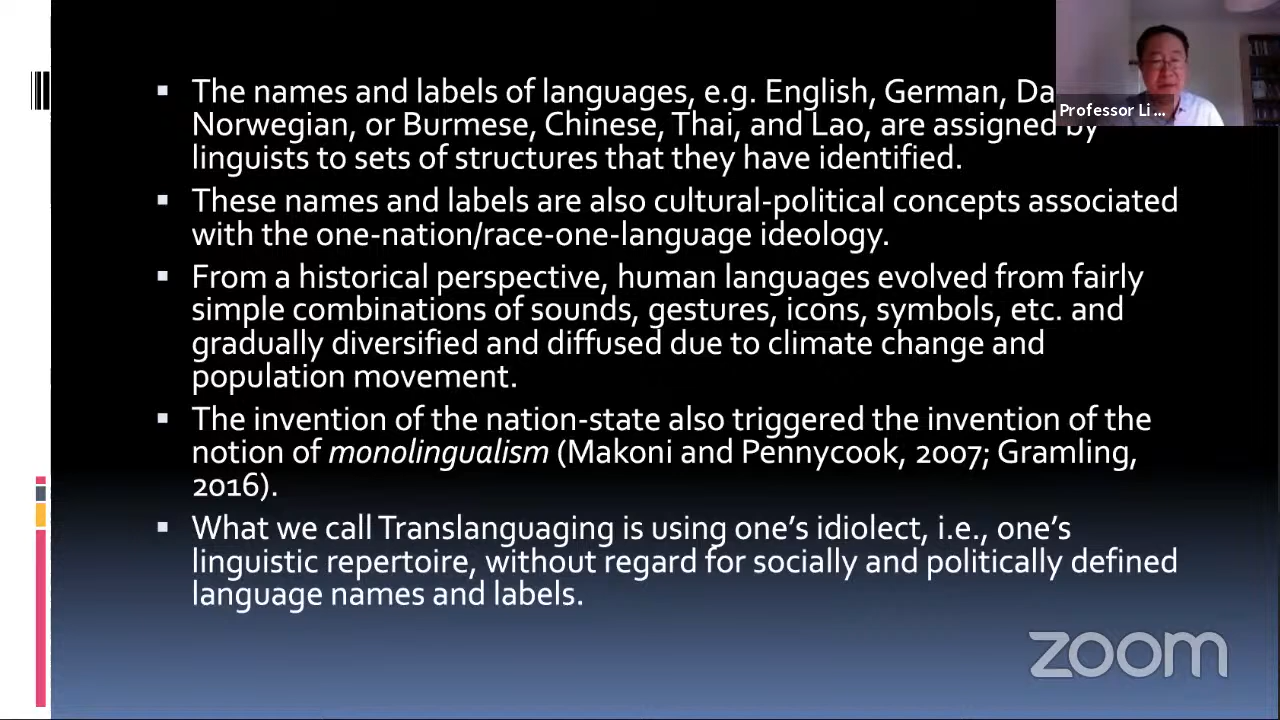 The names and labels of languages, e.g. English, German,
Norwegian, or Burmese, Chinese, Thai, and Lao, are assigned by
linguists to sets of structures that they have identified.
These names and labels are also cultural-political concepts associated
with the one-nation/race-one-language ideology.
From a historical perspective, human languages evolved from fairly
simple combinations of sounds, gestures, icons, symbols, etc. and
gradually diversified and diffused due to climate change and
population movement.
The invention of the nation-state also triggered the invention of the
notion of monolingualism (Makoni and Pennycook, 2007; Gramling,
2016).
What we call Translanguaging is using one's idiolect, i.e., one's
linguistic repertoire, without regard for socially and politically defined
language names and labels.
Professor Li ...
zoom